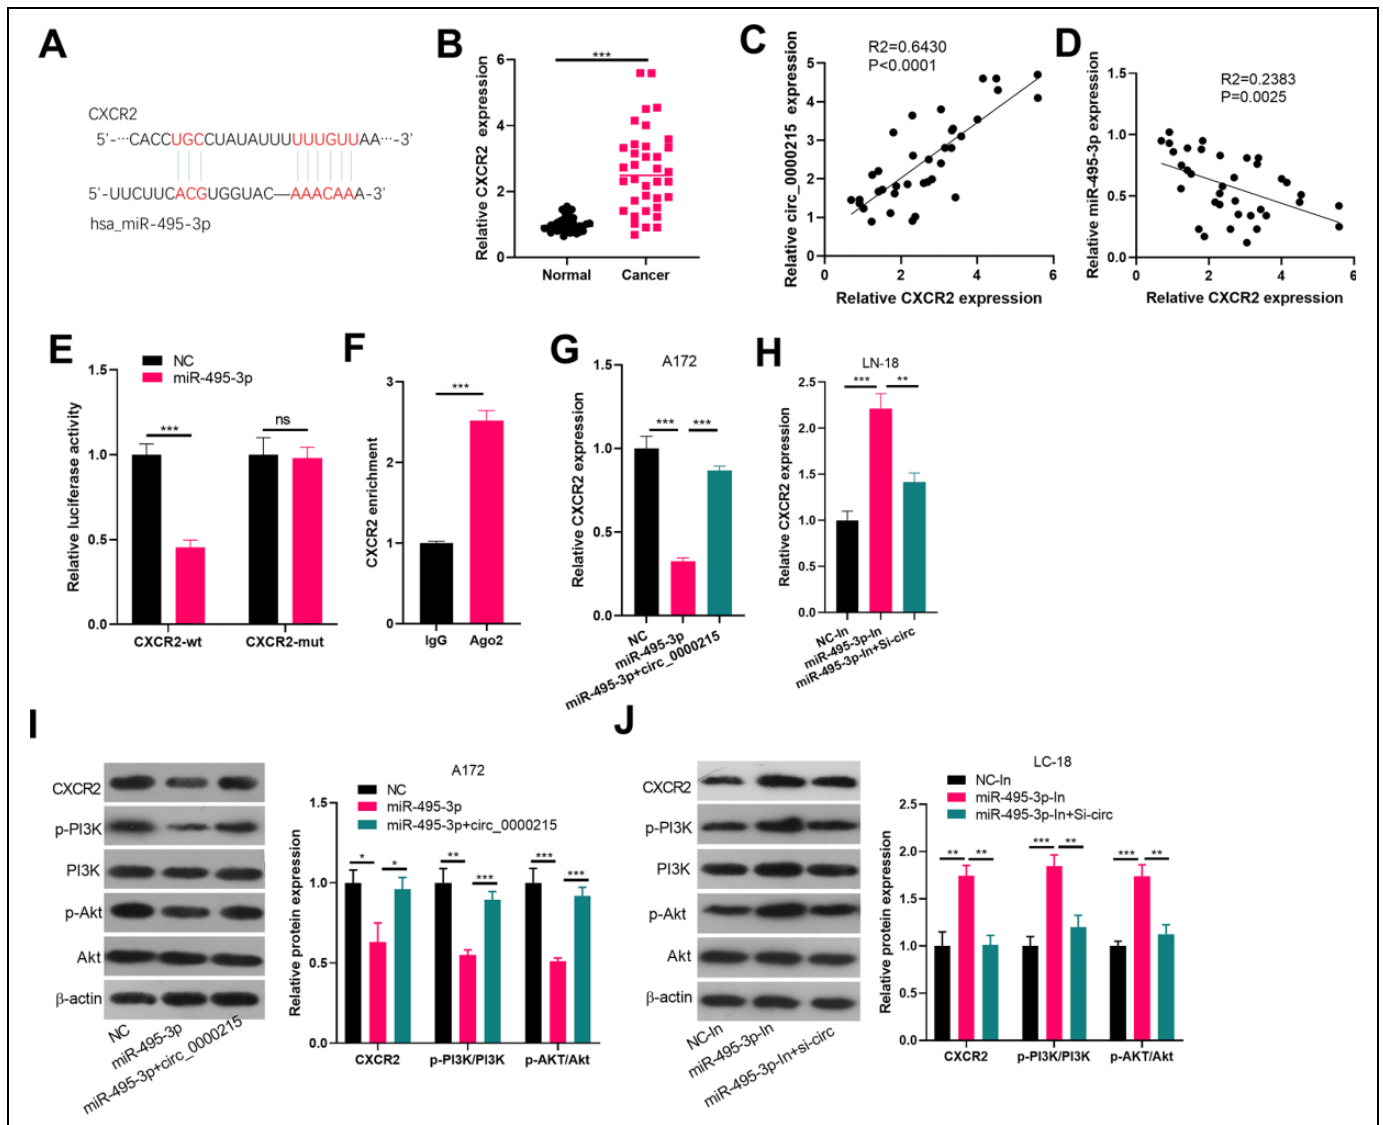 A
CXCR2
5'-···CACCUGCCUAUAUUUUUUGUUAA···-3'
5'-UUCUUCACGUGGUAC—AAACAAA-3'
hsa_miR-495-3p
B
Relative CXCR2 expression
6
4
2
0
***
Normal Cancer
C
Relative circ_0000215 expression
R2=0.6430
P<0.0001
5
4
3
2
1
0
0 2 4 6
Relative CXCR2 expression
D
Relative miR-495-3p expression
R2=0.2383
P=0.0025
1.5
1.0
0.5
0.0
0 2 4 6
Relative CXCR2 expression
E
NC
miR-495-3p
Relative luciferase activity
1.5
1.0
0.5
0.0
*** ns
CXCR2-wt CXCR2-mut
F
CXCR2 enrichment
3
2
1
0
***
IgG Ago2
G
A172
Relative CXCR2 expression
1.5
1.0
0.5
0.0
*** ***
NC
miR-495-3p
miR-495-3p+circ_0000215
H
LN-18
Relative CXCR2 expression
2.5
2.0
1.5
1.0
0.5
0.0
*** **
NC-In
miR-495-3p-In
miR-495-3p-In+Si-circ
I
CXCR2
p-PI3K
PI3K
p-Akt
Akt
β-actin
NC
miR-495-3p
miR-495-3p+circ_0000215
A172
NC
miR-495-3p
miR-495-3p+circ_0000215
Relative protein expression
1.5
1.0
0.5
0.0
* * ** *** *** ***
CXCR2 p-PI3K/PI3K p-AKT/Akt
J
CXCR2
p-PI3K
PI3K
p-Akt
Akt
β-actin
NC-In
miR-495-3p-In
miR-495-3p-In+si-circ
LC-18
NC-In
miR-495-3p-In
miR-495-3p-In+Si-circ
Relative protein expression
2.5
2.0
1.5
1.0
0.5
0.0
** ** *** ** *** **
CXCR2 p-PI3K/PI3K p-AKT/Akt